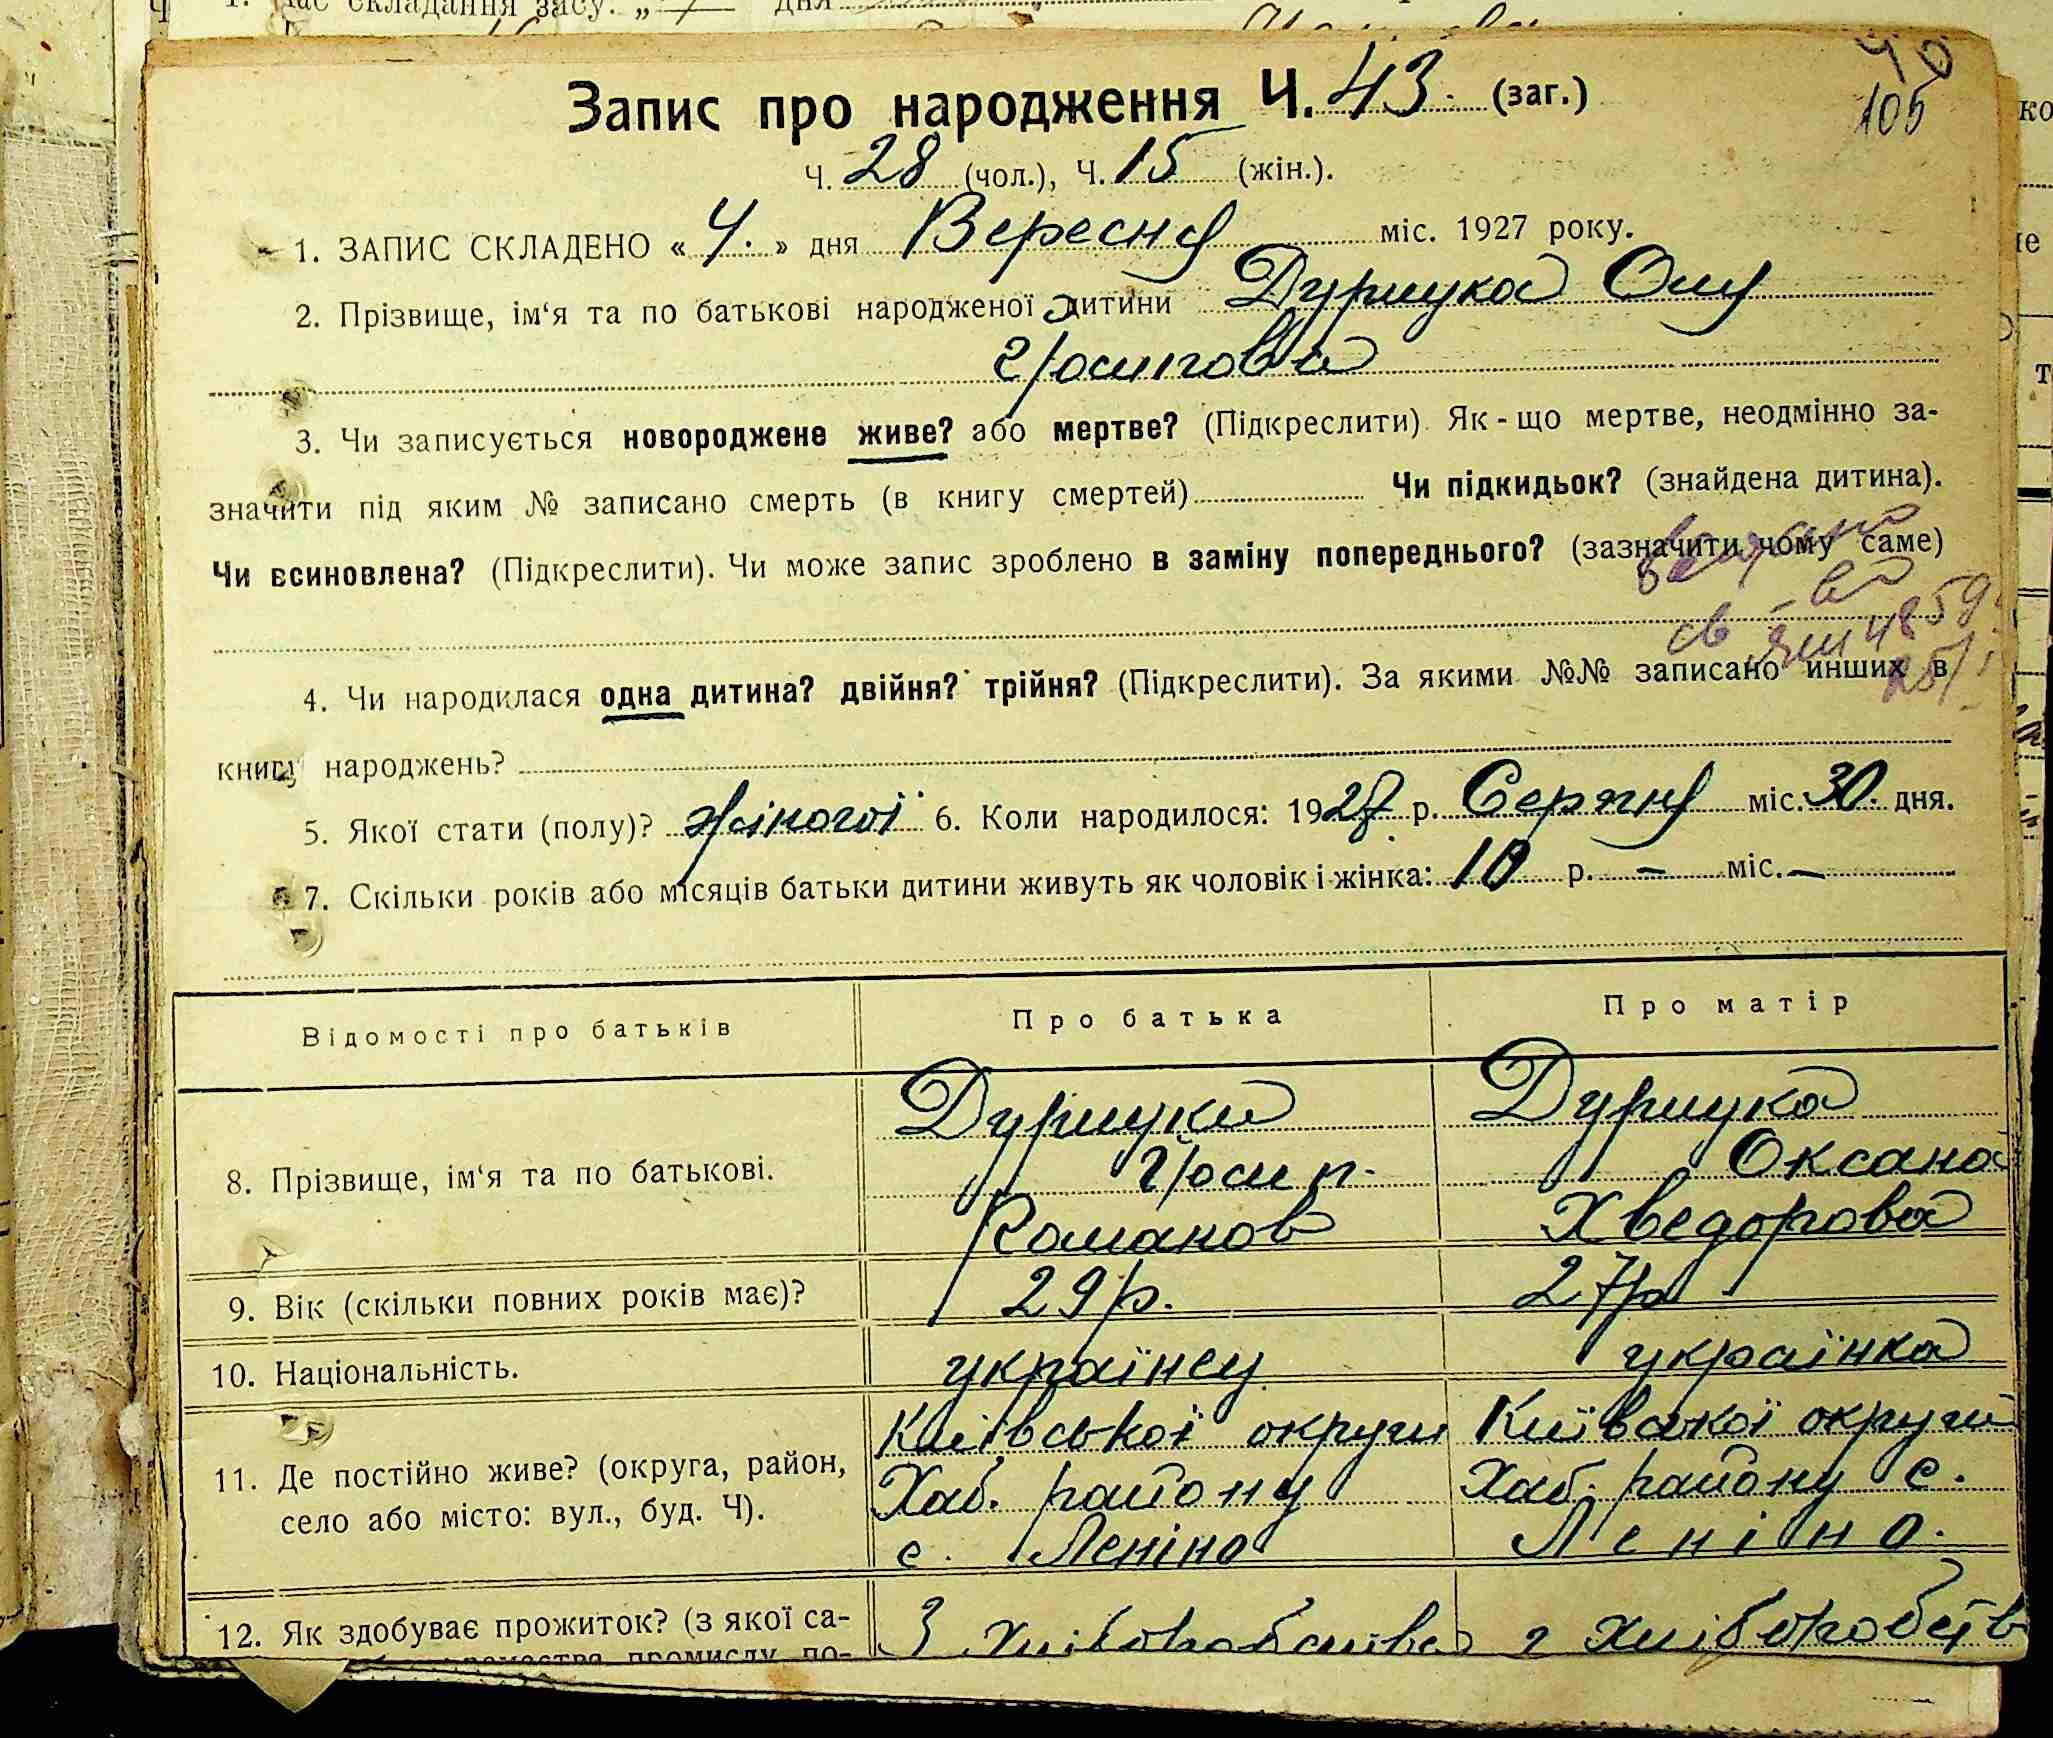 Запис про народження Ч. 43. (заг.)
105
Ч. 28 (чол.), Ч. 15 (жін.).
1. ЗАПИС СКЛАДЕНО « 4. » дня Вересня міс. 1927 року.
2. Прізвище, ім'я та по батькові народженої дитини
3. Чи записується новороджене живе? або мертве? (Підкреслити). Як-що мертве, неодмінно за-
значити під яким № записано смерть (в книгу смертей) Чи підкидьок? (знайдена дитина).
Чи всиновлена? (Підкреслити). Чи може запис зроблено в заміну попереднього? (зазначити чому саме)
4. Чи народилася одна дитина? двійня? трійня? (Підкреслити). За якими №№ записано инших в
книгу народжень?
5. Якої стати (полу)? жіночої 6. Коли народилося: 1927 р. Серпня міс. 30. дня.
7. Скільки років або місяців батьки дитини живуть як чоловік і жінка: 10 р. – міс. –
Відомості про батьків Про батька Про матір
8. Прізвище, ім'я та по батькові.
Йосип. Оксана
Романов Хведорова
9. Вік (скільки повних років має)? 29 р. 27 р.
10. Національність. українец українка
11. Де постійно живе? (округа, район, Київської округи Київської округи
село або місто: вул., буд. Ч). Хаб. району Хаб. району с.
с. Леніно Леніно.
12. Як здобуває прожиток? (з якої са- З хліборобства з хліборобств